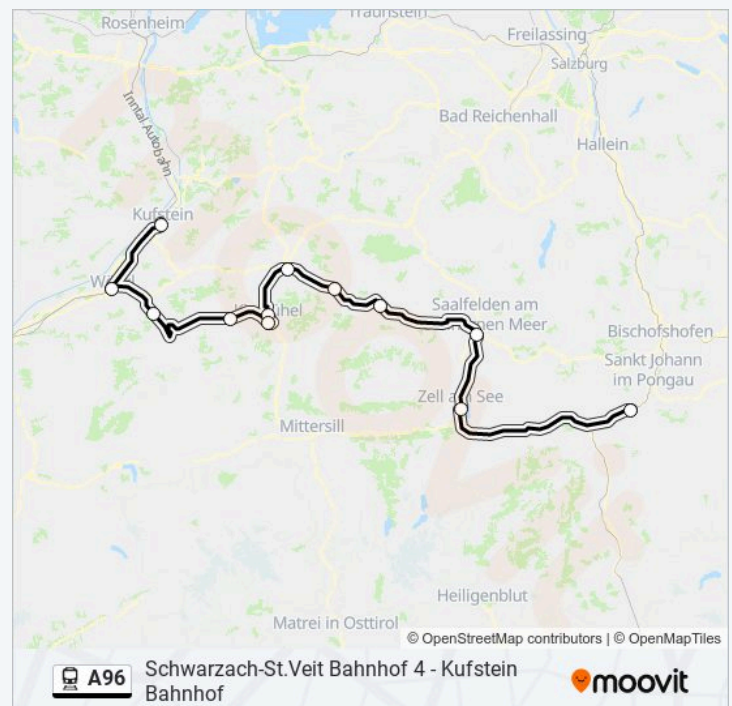 Traunstein
Rosenheim
Freilassing
Salzburg
Inntal Autobahn
Bad Reichenhall
Hallein
Kufstein
Saalfelden am
nen Meer
Bischofshofen
Sankt Johann
im Pongau
Zell am See
Mittersill
Heiligenblut
Matrei in Osttirol
© OpenStreetMap contributors | © OpenMapTiles
A96
Schwarzach-St.Veit Bahnhof 4 - Kufstein
Bahnhof
moovit